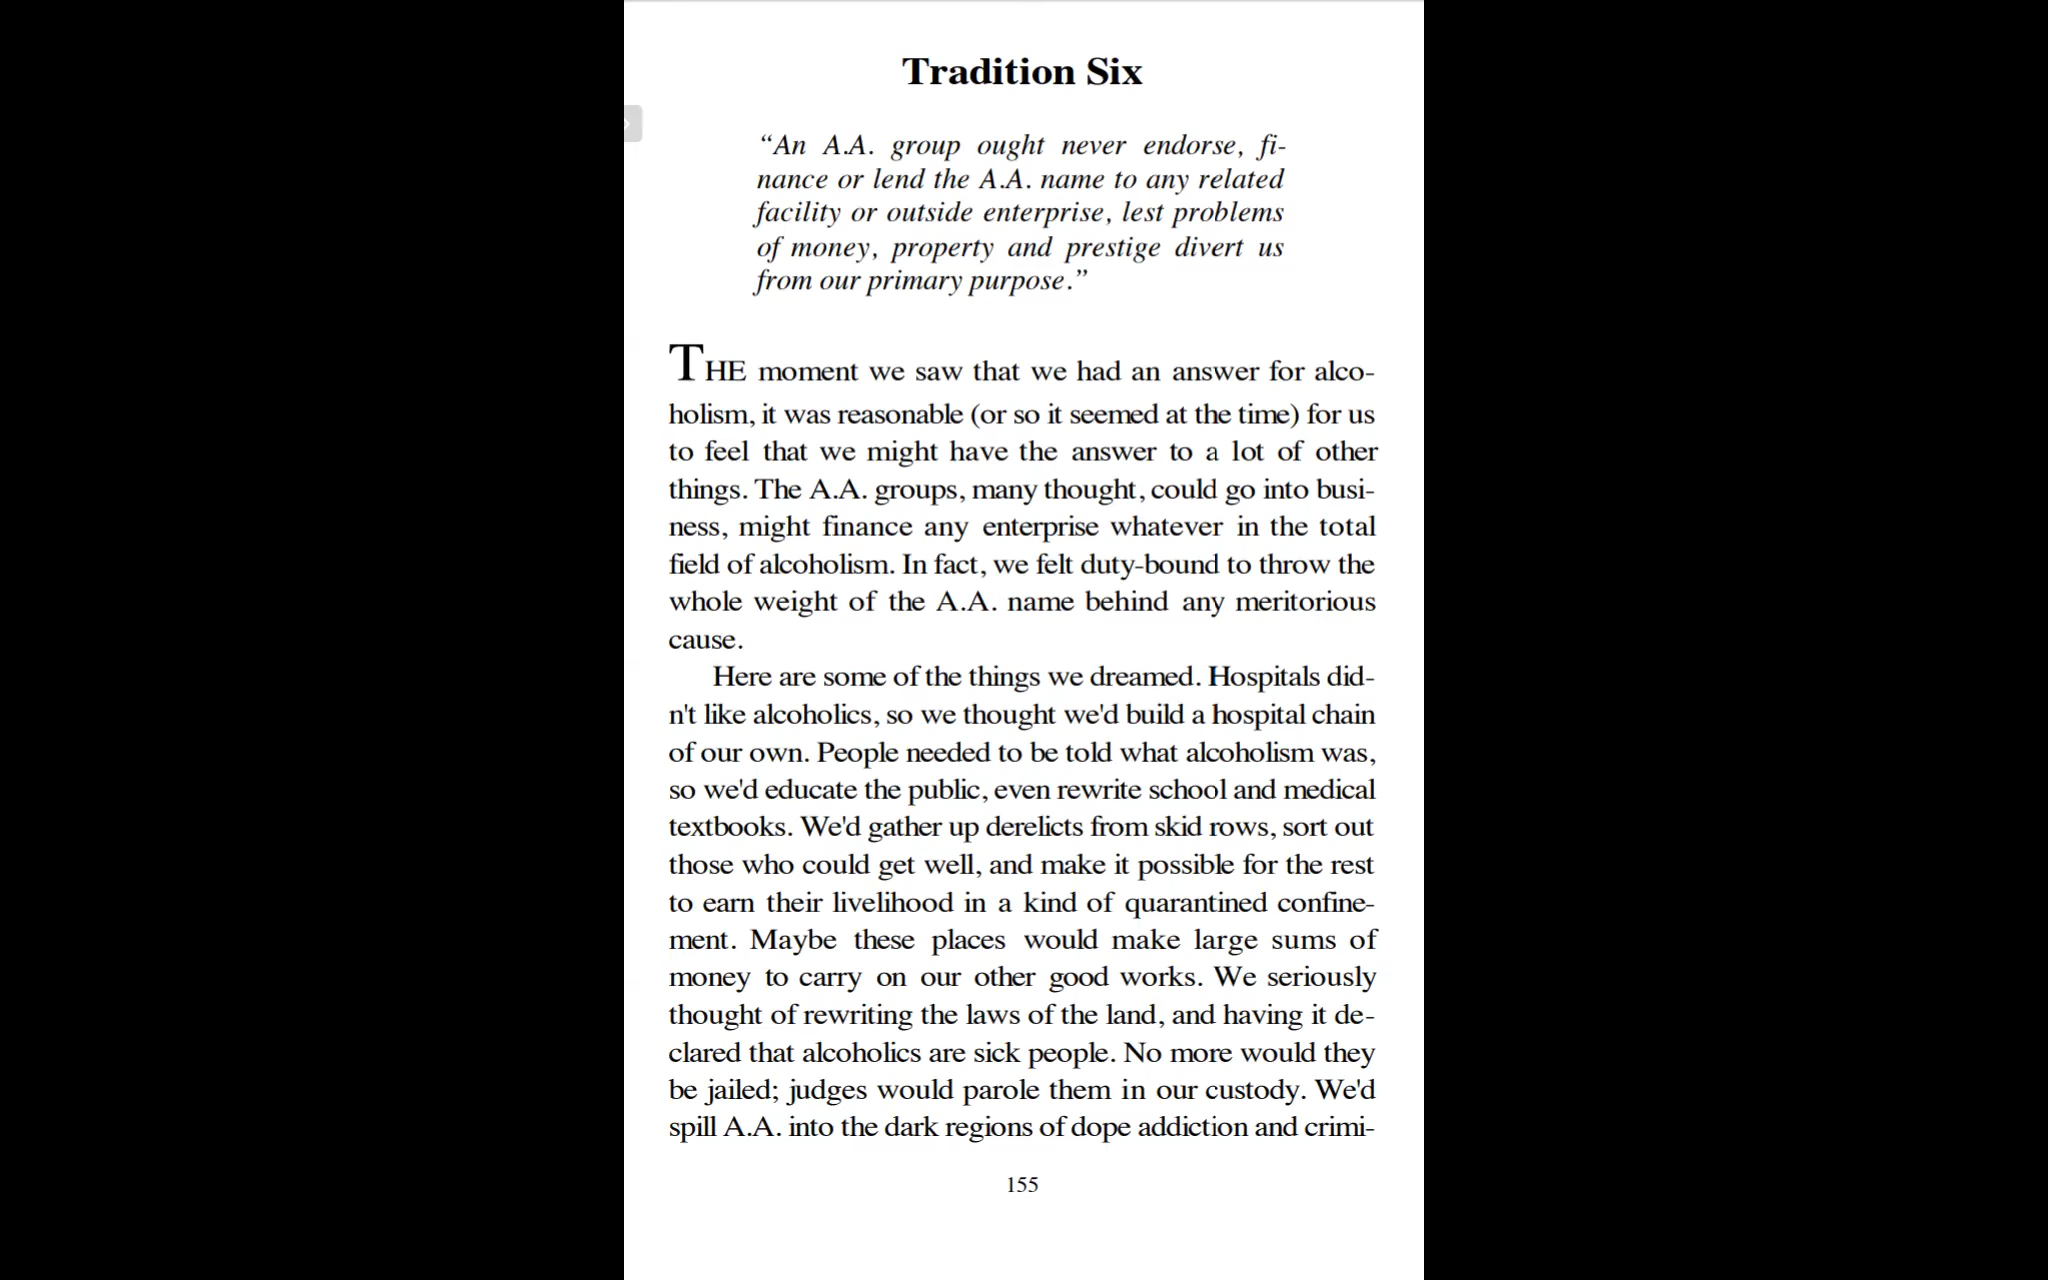 Tradition Six
“An A.A. group ought never endorse, fi-
nance or lend the A.A. name to any related
facility or outside enterprise, lest problems
of money, property and prestige divert us
from our primary purpose.”
THE moment we saw that we had an answer for alco-
holism, it was reasonable (or so it seemed at the time) for us
to feel that we might have the answer to a lot of other
things. The A.A. groups, many thought, could go into busi-
ness, might finance any enterprise whatever in the total
field of alcoholism. In fact, we felt duty-bound to throw the
whole weight of the A.A. name behind any meritorious
cause.
Here are some of the things we dreamed. Hospitals did-
n't like alcoholics, so we thought we'd build a hospital chain
of our own. People needed to be told what alcoholism was,
so we'd educate the public, even rewrite school and medical
textbooks. We'd gather up derelicts from skid rows, sort out
those who could get well, and make it possible for the rest
to earn their livelihood in a kind of quarantined confine-
ment. Maybe these places would make large sums of
money to carry on our other good works. We seriously
thought of rewriting the laws of the land, and having it de-
clared that alcoholics are sick people. No more would they
be jailed; judges would parole them in our custody. We'd
spill A.A. into the dark regions of dope addiction and crimi-
155